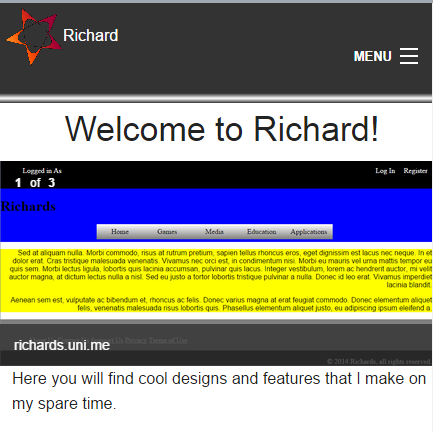 Richard
MENU
Welcome to Richard!
Logged in As
Log In Register
1 of 3
Richards
Home Games Media Education Applications
Sed at aliquam nulla. Morbi commodo, risus at rutrum pretium, sapien tellus rhoncus eros, eget dignissim est lacus nec neque. In et
dolor erat. Cras tristique malesuada venenatis. Vivamus nec orci est, in condimentum nisi. Morbi eu mauris vel urna mattis tempor eu
quis sem. Morbi lectus ligula, lobortis quis lacinia accumsan, pulvinar quis lacus. Integer vestibulum, lorem ac hendrerit auctor, mi velit
auctor magna, at dictum lectus nulla a nisl. Sed eu justo a tortor lobortis tristique pulvinar a nulla. Donec id leo erat. Vivamus imperdiet
lacinia blandit.
Aenean sem est, vulputate ac bibendum et, rhoncus ac felis. Donec varius magna at erat feugiat commodo. Donec elementum aliquet
felis, venenatis malesuada risus lobortis quis. Phasellus elementum aliquet justo, eu adipiscing ipsum eleifend a.
Us Privacy Terms of Use
richards.uni.me
© 2014 Richards, all rights reserved.
Here you will find cool designs and features that I make on
my spare time.